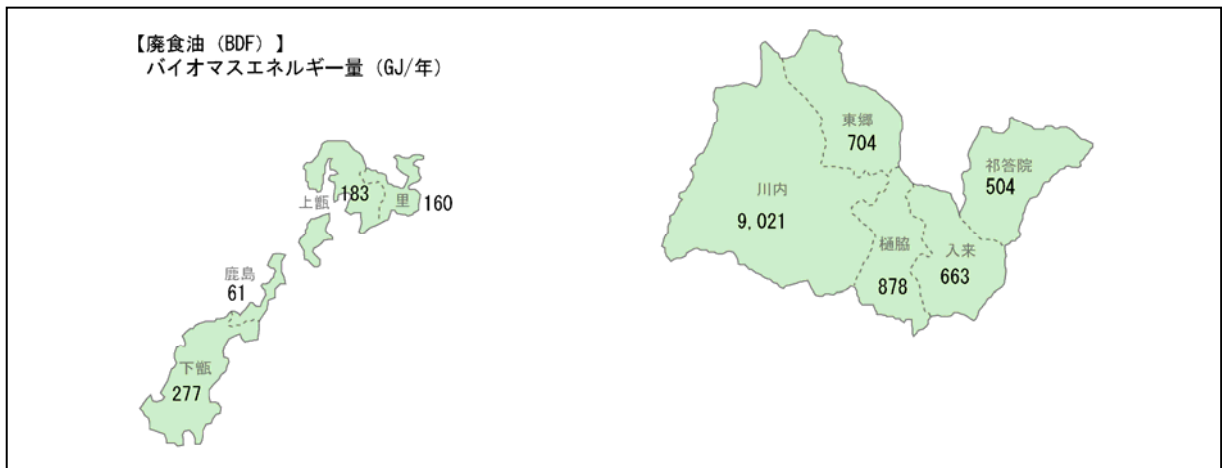 【廃食油（BDF）】
バイオマスエネルギー量（GJ/年）
東郷
704
祁答院
504
川内
9,021
樋脇
878
入来
663
上甑
183
里
160
鹿島
61
下甑
277